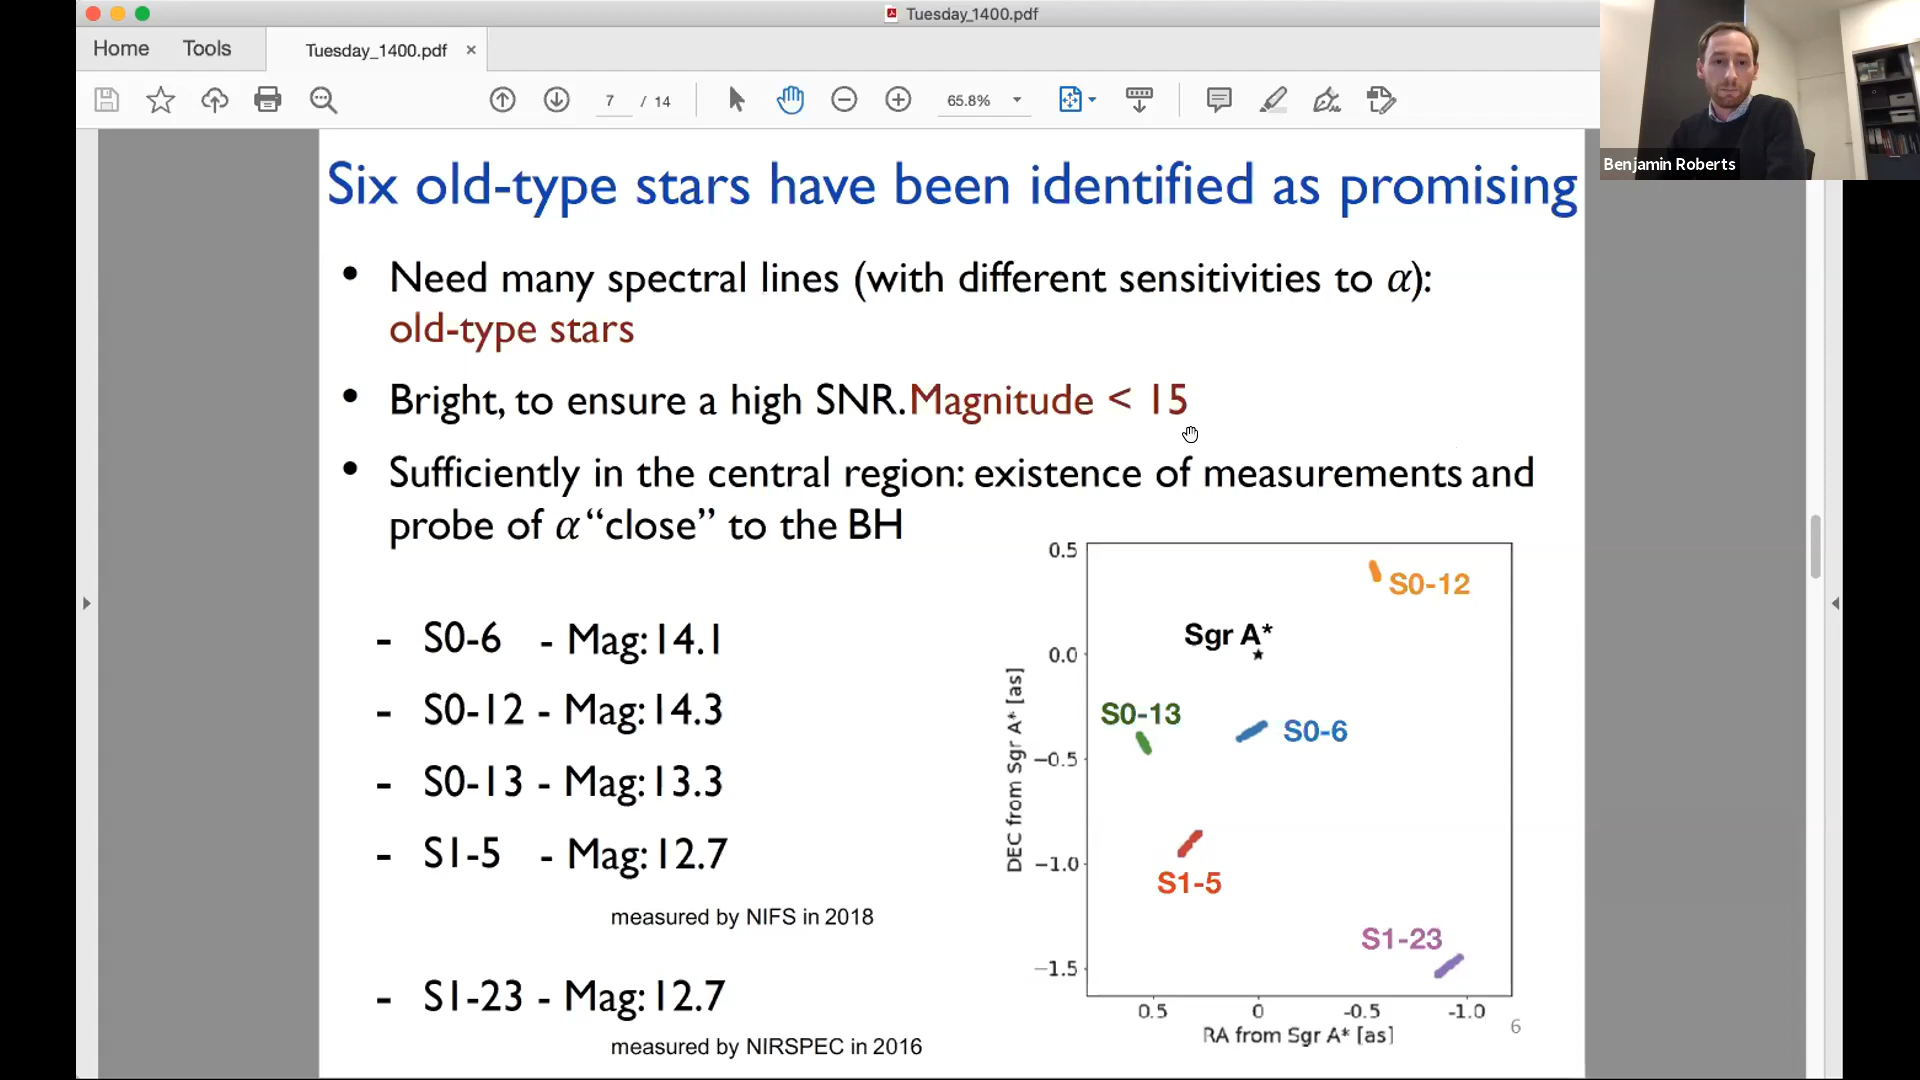 Tuesday_1400.pdf
Home Tools Tuesday_1400.pdf ×
7 / 14 65.8%
Benjamin Roberts
Six old-type stars have been identified as promising
• Need many spectral lines (with different sensitivities to α):
old-type stars
• Bright, to ensure a high SNR. Magnitude < 15
• Sufficiently in the central region: existence of measurements and
probe of α “close” to the BH
- S0-6 - Mag: 14.1
- S0-12 - Mag: 14.3
- S0-13 - Mag: 13.3
- S1-5 - Mag: 12.7
measured by NIFS in 2018
- S1-23 - Mag: 12.7
measured by NIRSPEC in 2016
0.5
S0-12
Sgr A*
0.0
S0-13
S0-6
−0.5
−1.0
S1-5
S1-23
−1.5
DEC from Sgr A* [as]
0.5 0 -0.5 -1.0
RA from Sgr A* [as]
6